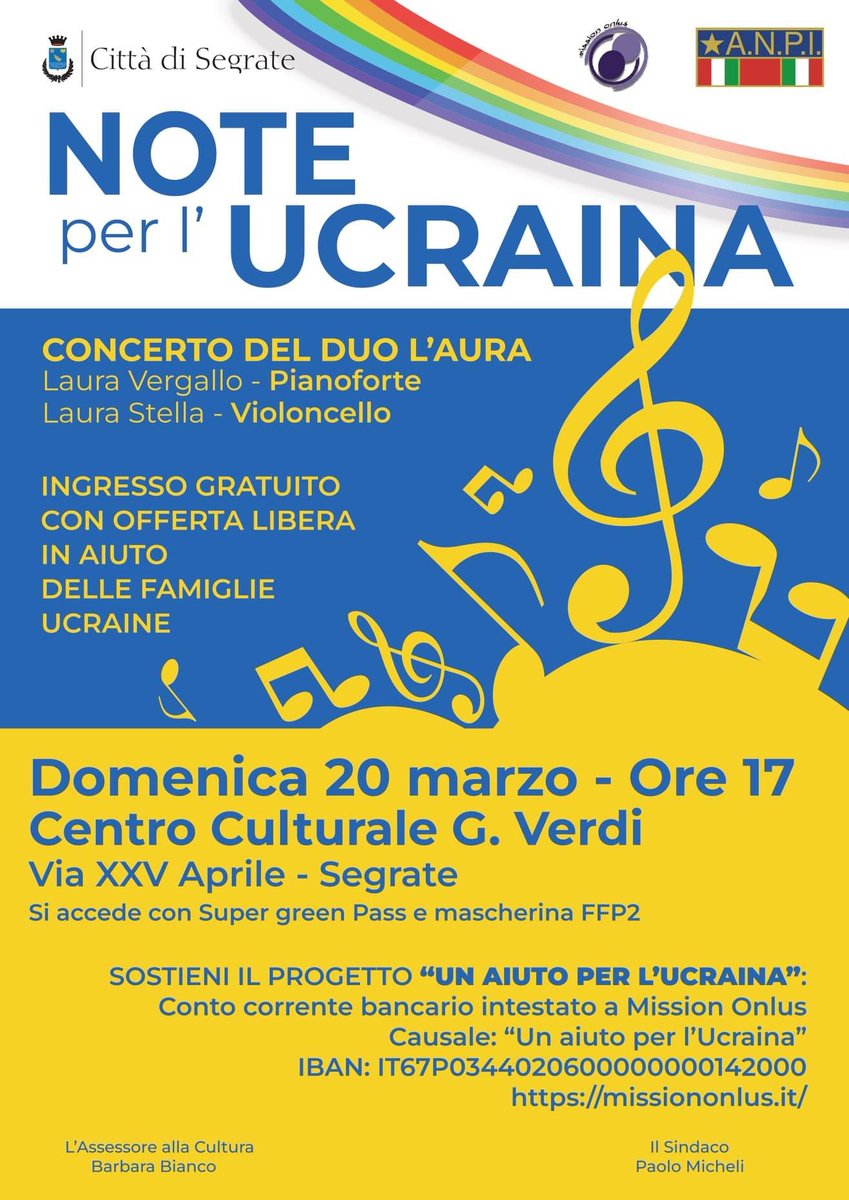 Città di Segrate
mission onlus
A.N.P.I.
NOTE
per l' UCRAINA
CONCERTO DEL DUO L'AURA
Laura Vergallo - Pianoforte
Laura Stella - Violoncello
INGRESSO GRATUITO
CON OFFERTA LIBERA
IN AIUTO
DELLE FAMIGLIE
UCRAINE
Domenica 20 marzo - Ore 17
Centro Culturale G. Verdi
Via XXV Aprile - Segrate
Si accede con Super green Pass e mascherina FFP2
SOSTIENI IL PROGETTO “UN AIUTO PER L'UCRAINA”:
Conto corrente bancario intestato a Mission Onlus
Causale: “Un aiuto per l'Ucraina”
IBAN: IT67P0344020600000000142000
https://missiononlus.it/
L'Assessore alla Cultura
Barbara Bianco
Il Sindaco
Paolo Micheli